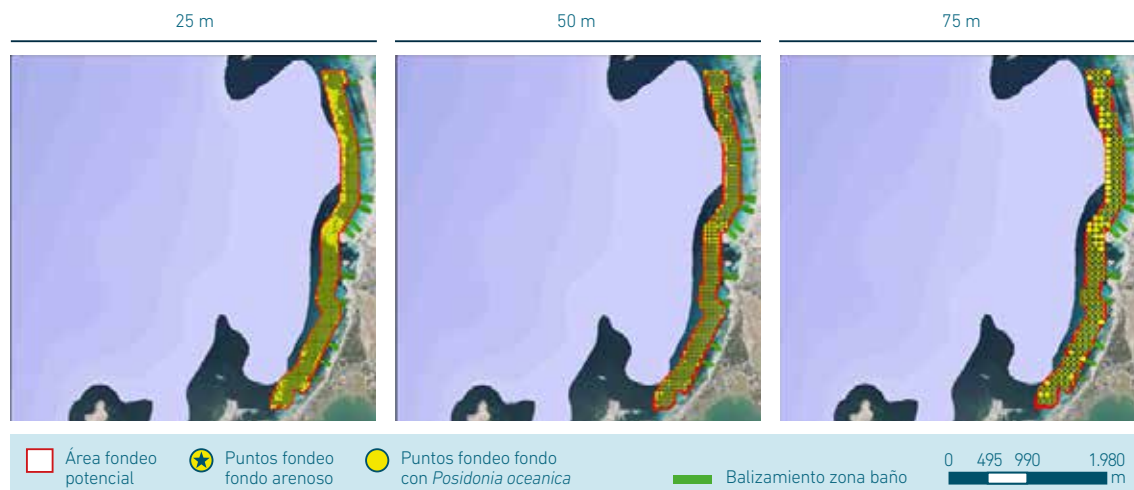 25 m
50 m
75 m
Área fondeo
potencial
Puntos fondeo
fondo arenoso
Puntos fondeo fondo
con Posidonia oceanica
Balizamiento zona baño
0 495 990 1.980
m